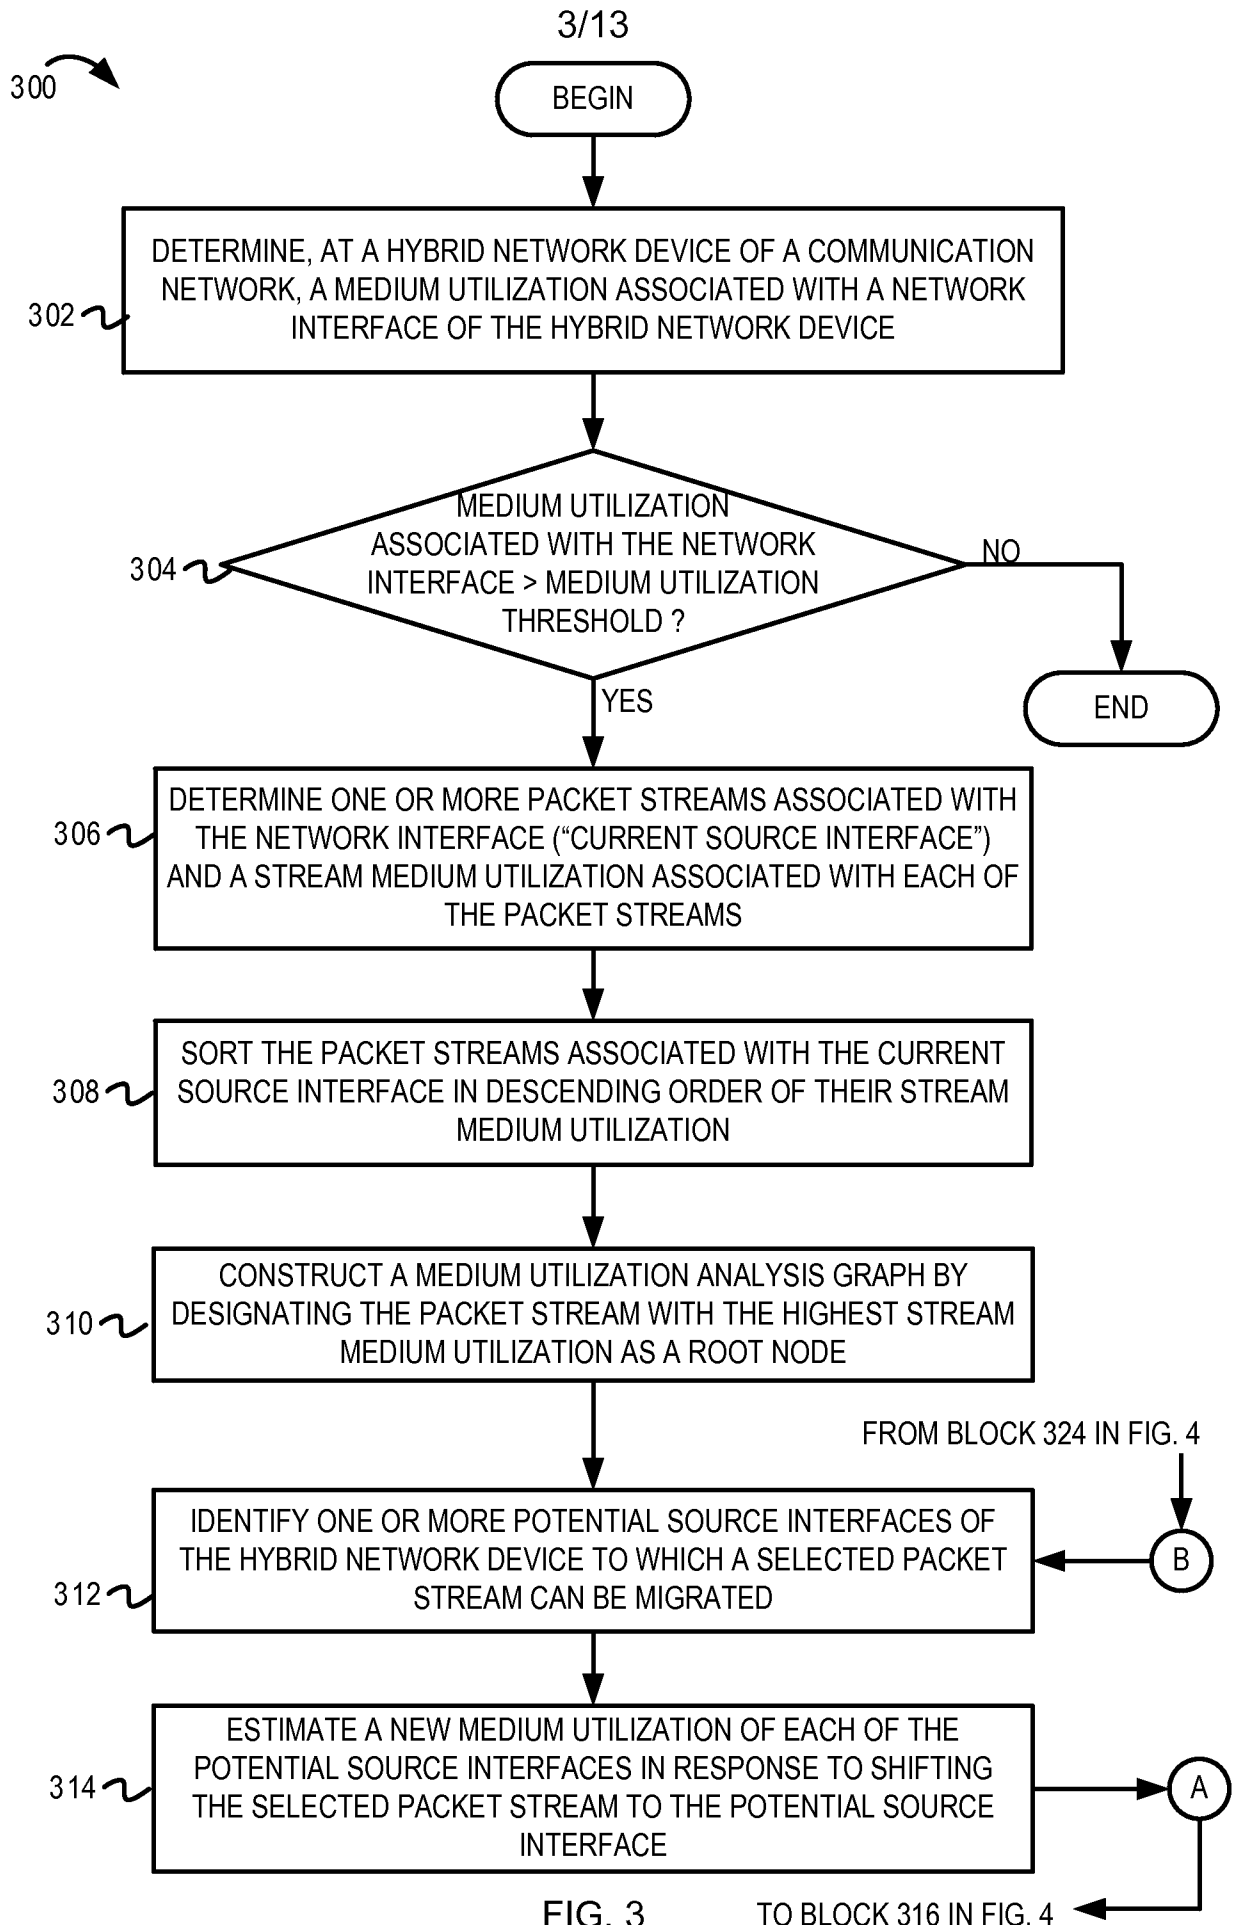 3/13
300
BEGIN
DETERMINE, AT A HYBRID NETWORK DEVICE OF A COMMUNICATION
NETWORK, A MEDIUM UTILIZATION ASSOCIATED WITH A NETWORK
INTERFACE OF THE HYBRID NETWORK DEVICE
302
MEDIUM UTILIZATION
ASSOCIATED WITH THE NETWORK
INTERFACE > MEDIUM UTILIZATION
THRESHOLD ?
304
NO
YES
END
DETERMINE ONE OR MORE PACKET STREAMS ASSOCIATED WITH
THE NETWORK INTERFACE (“CURRENT SOURCE INTERFACE”)
AND A STREAM MEDIUM UTILIZATION ASSOCIATED WITH EACH OF
THE PACKET STREAMS
306
SORT THE PACKET STREAMS ASSOCIATED WITH THE CURRENT
SOURCE INTERFACE IN DESCENDING ORDER OF THEIR STREAM
MEDIUM UTILIZATION
308
CONSTRUCT A MEDIUM UTILIZATION ANALYSIS GRAPH BY
DESIGNATING THE PACKET STREAM WITH THE HIGHEST STREAM
MEDIUM UTILIZATION AS A ROOT NODE
310
FROM BLOCK 324 IN FIG. 4
B
IDENTIFY ONE OR MORE POTENTIAL SOURCE INTERFACES OF
THE HYBRID NETWORK DEVICE TO WHICH A SELECTED PACKET
STREAM CAN BE MIGRATED
312
ESTIMATE A NEW MEDIUM UTILIZATION OF EACH OF THE
POTENTIAL SOURCE INTERFACES IN RESPONSE TO SHIFTING
THE SELECTED PACKET STREAM TO THE POTENTIAL SOURCE
INTERFACE
314
A
FIG. 3
TO BLOCK 316 IN FIG. 4